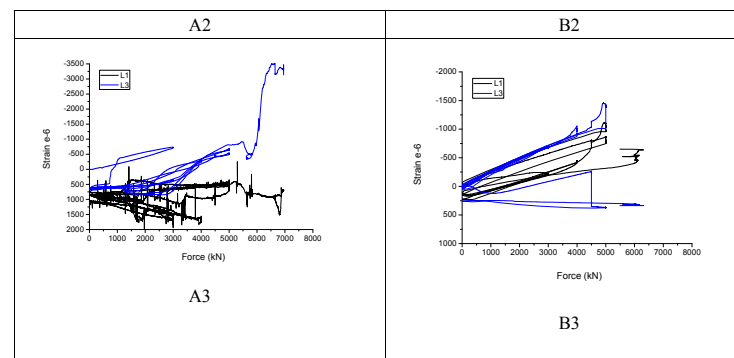 A2
B2
-3500
-3000
-2500
-2000
-1500
-1000
-500
0
500
1000
1500
2000
Strain e-6
L1
L3
0 1000 2000 3000 4000 5000 6000 7000 8000
Force (kN)
A3
-2000
-1500
-1000
-500
0
500
1000
Strain e-6
L1
L3
0 1000 2000 3000 4000 5000 6000 7000
Force (kN)
B3